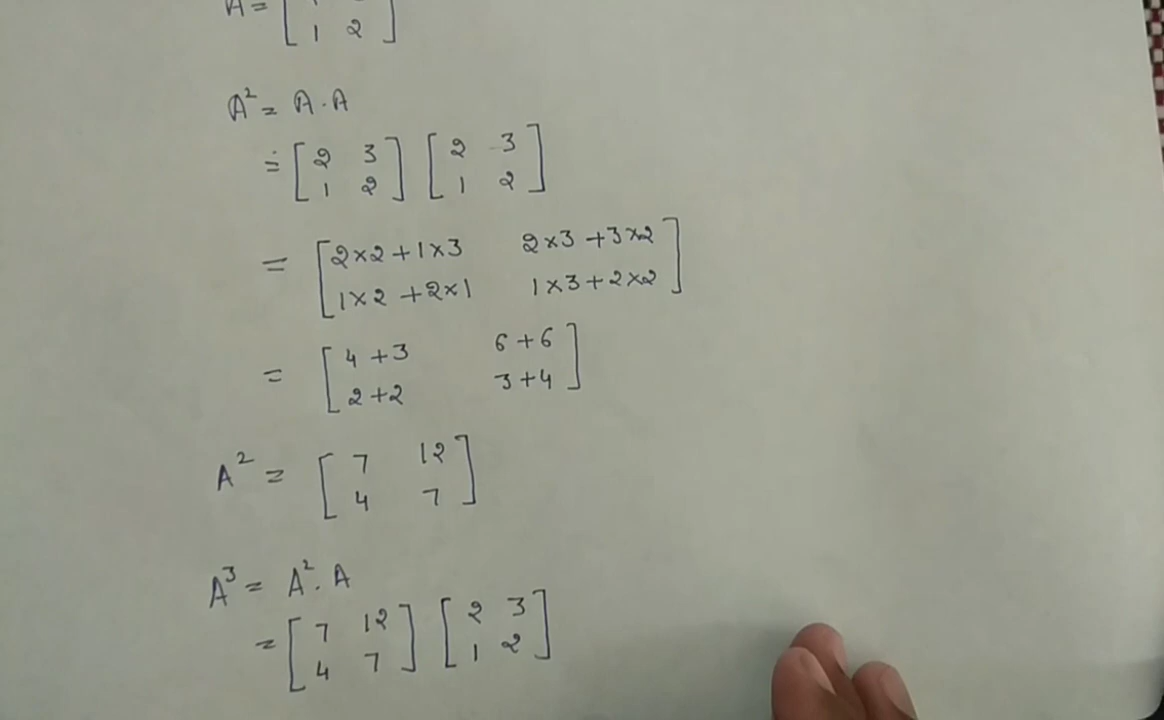 A = [
1 2 ]
A² = A . A
= [ 2 3 ] [ 2 3 ]
[ 1 2 ] [ 1 2 ]
= [ 2×2+1×3 2×3+3×2 ]
[ 1×2+2×1 1×3+2×2 ]
= [ 4+3 6+6 ]
[ 2+2 3+4 ]
A² = [ 7 12 ]
[ 4 7 ]
A³ = A² . A
= [ 7 12 ] [ 2 3 ]
[ 4 7 ] [ 1 2 ]